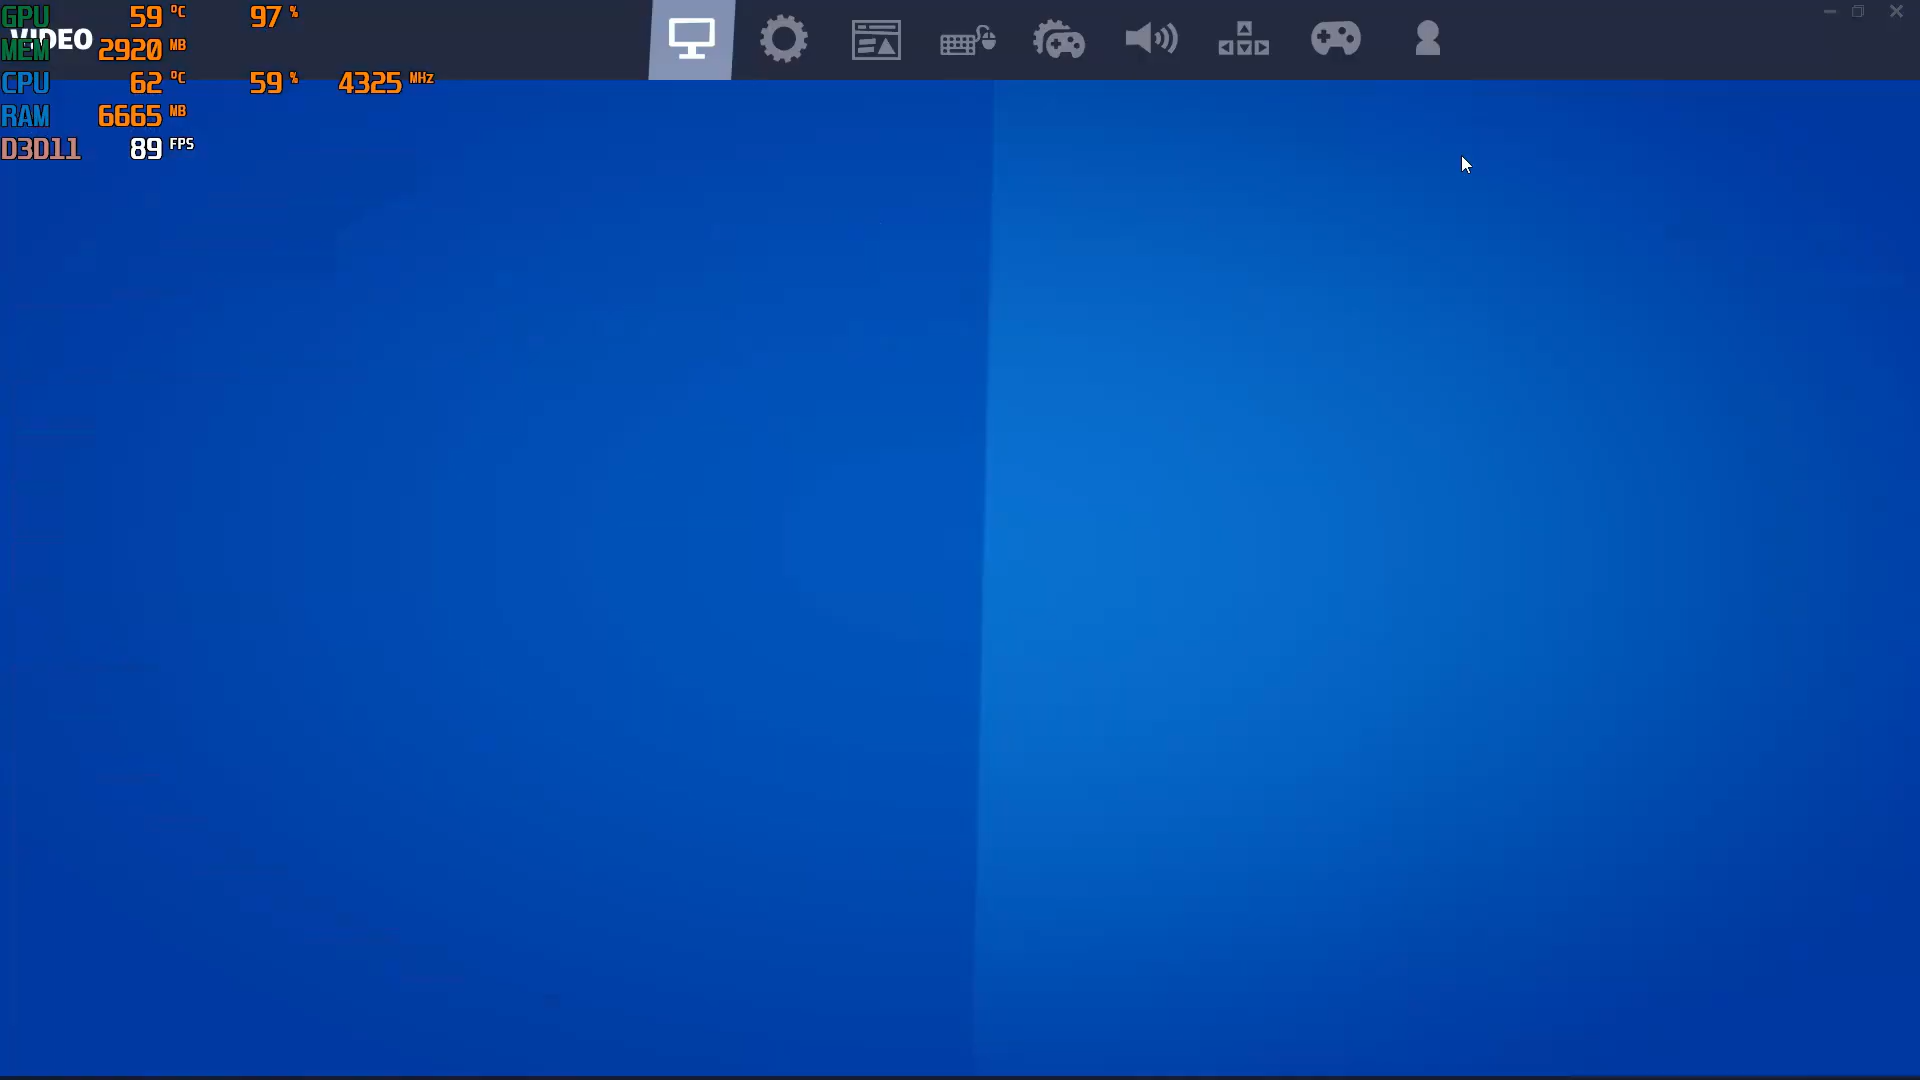 VIDEO
GPU 59 °C 97 %
MEM 2920 MB
CPU 62 °C 59 % 4325 MHz
RAM 6665 MB
D3D11 89 FPS